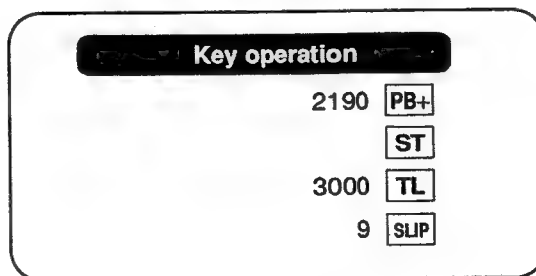 Key operation
2190 PB+
ST
3000 TL
9 SLIP